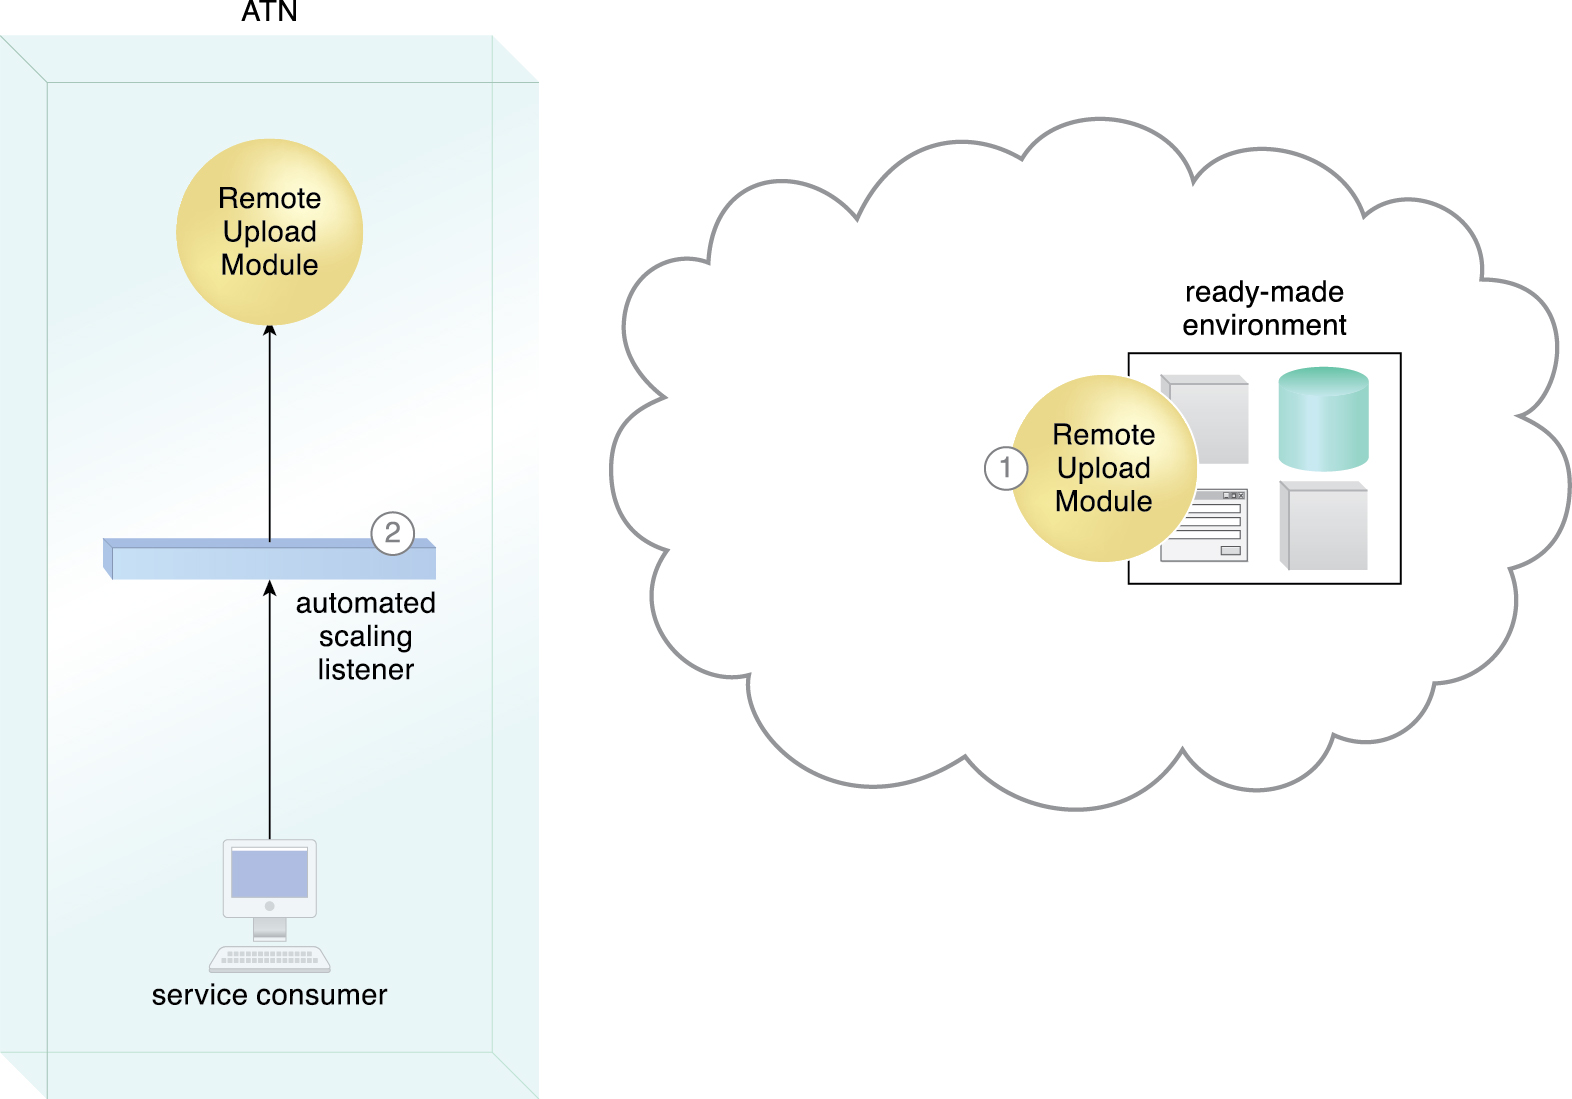 ATN
Remote
Upload
Module
2
automated
scaling
listener
service consumer
ready-made
environment
1
Remote
Upload
Module